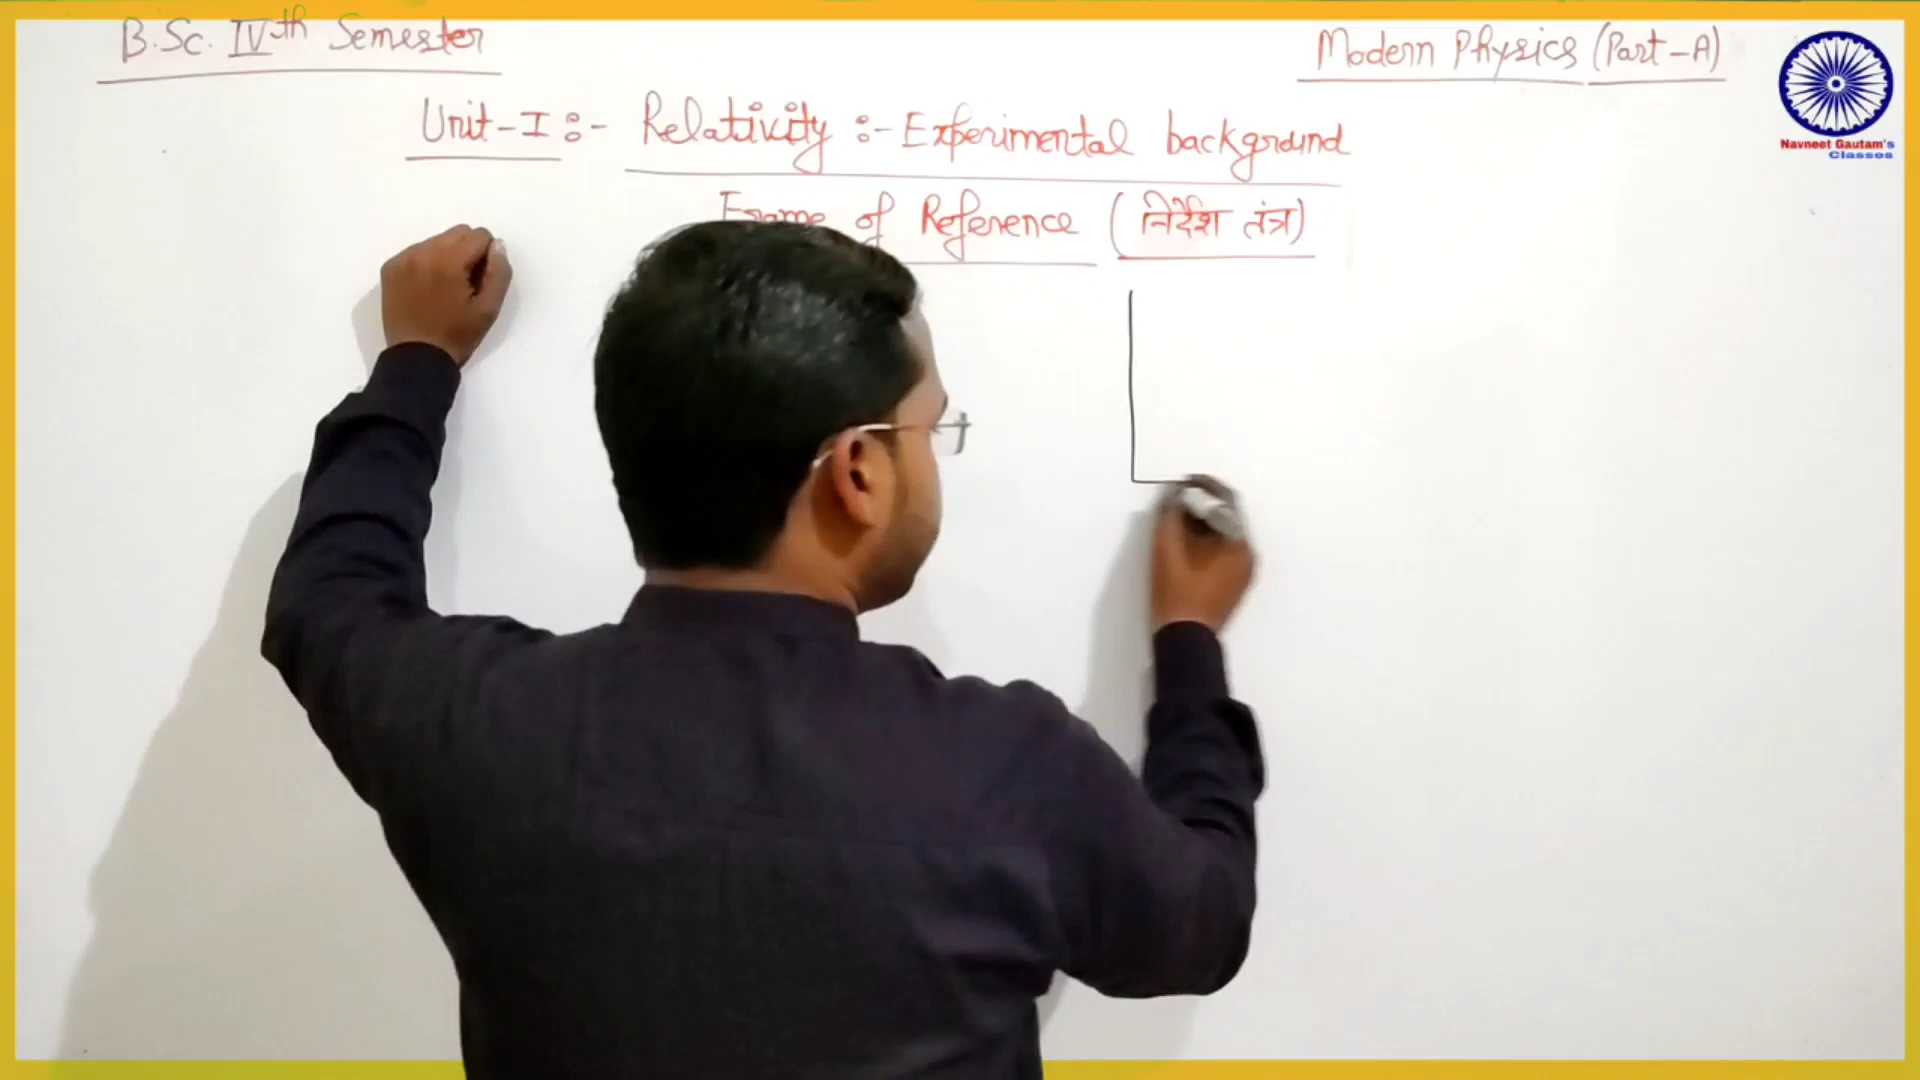 B.Sc. IVth Semester
Modern Physics (Part-A)
Navneet Gautam's
Classes
Unit-I :- Relativity :- Experimental background
Frame of Reference (निर्देश तंत्र)